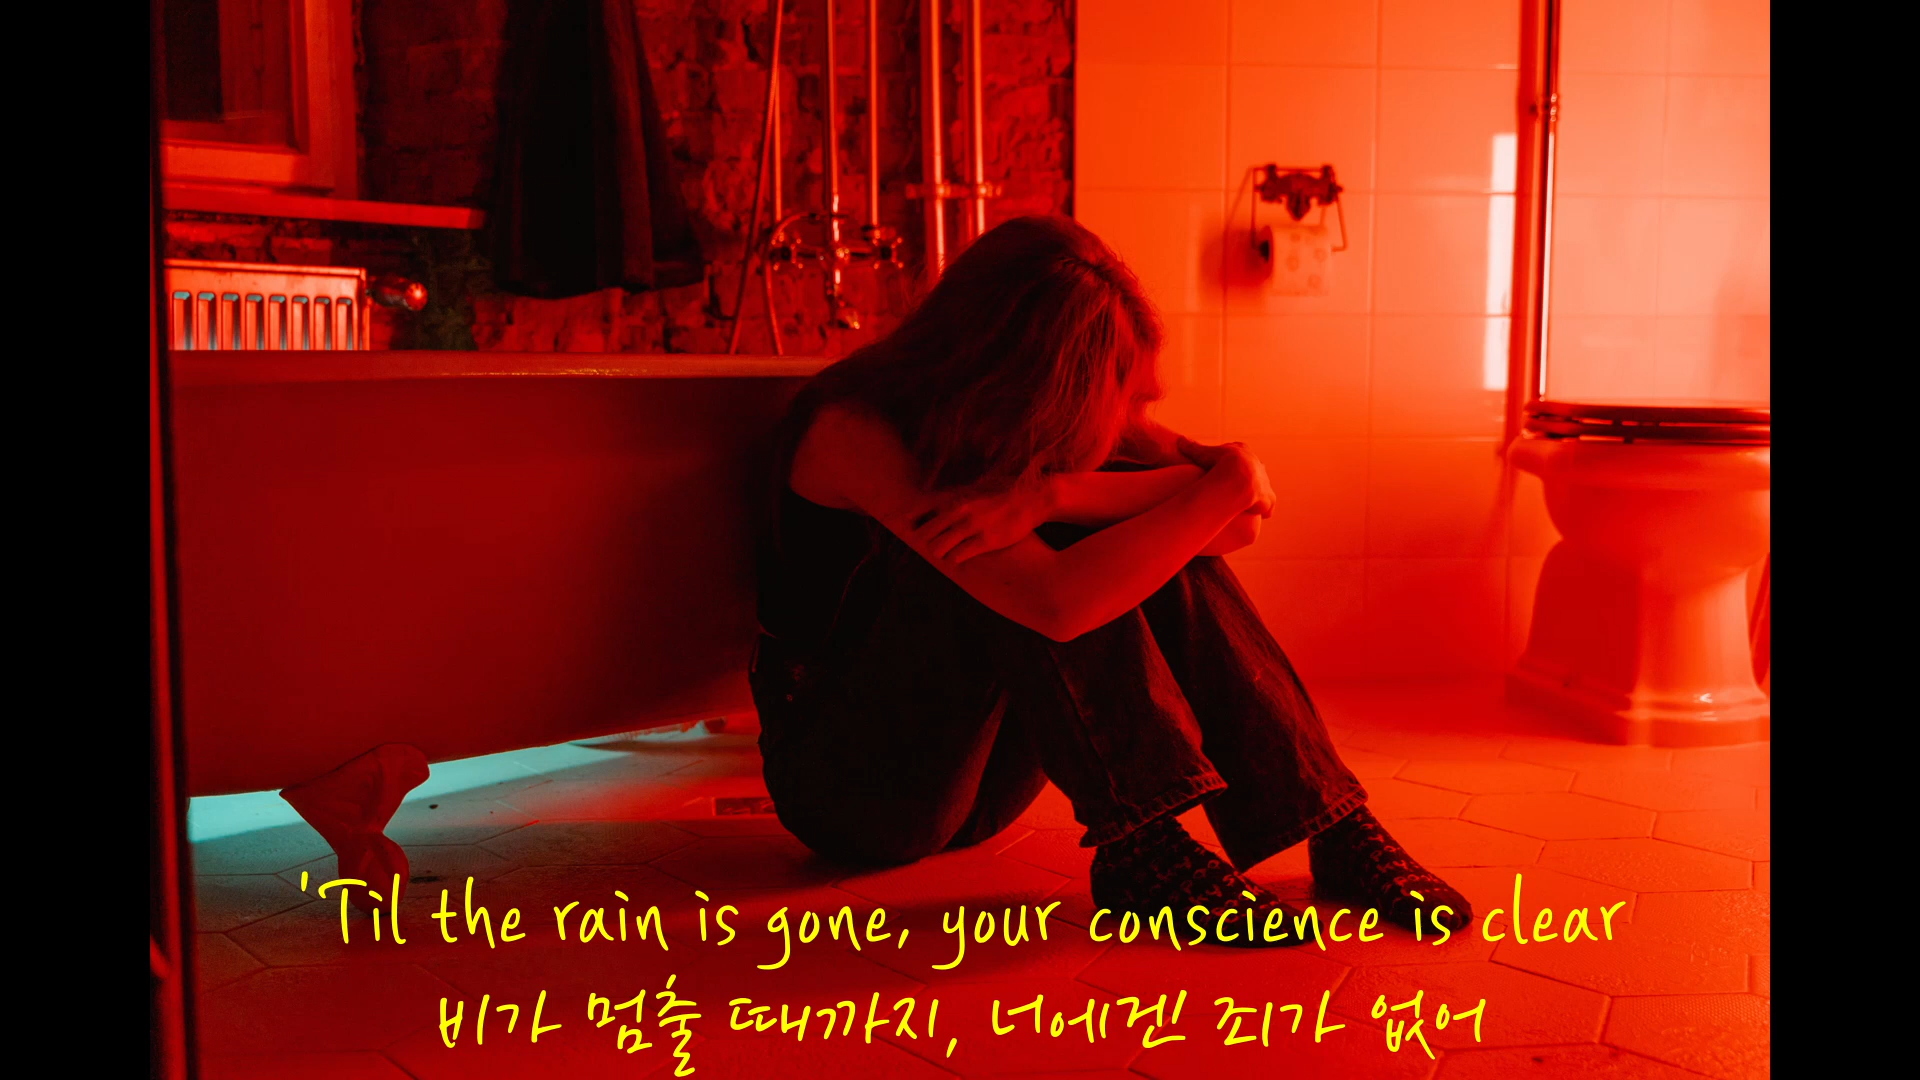 'Til the rain is gone, your conscience is clear
비가 멈출 때까지, 너에겐 죄가 없어